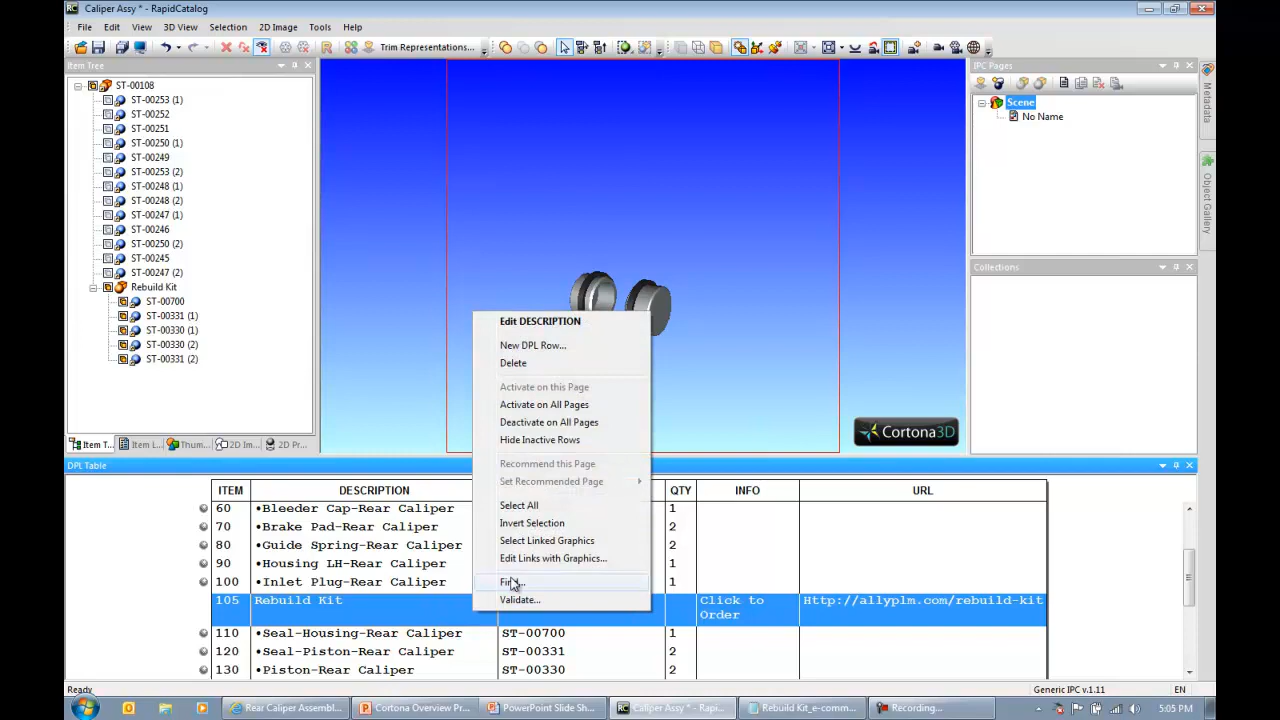 Caliper Assy * - RapidCatalog
File Edit View 3D View Selection 2D Image Tools Help
Trim Representations...
Item Tree
ST-00108
ST-00253 (1)
ST-00252
ST-00251
ST-00250 (1)
ST-00249
ST-00253 (2)
ST-00248 (1)
ST-00248 (2)
ST-00247 (1)
ST-00246
ST-00250 (2)
ST-00245
ST-00247 (2)
Rebuild Kit
ST-00700
ST-00331 (1)
ST-00330 (1)
ST-00330 (2)
ST-00331 (2)
Item T... Item L... Thum... 2D Im... 2D Pr...
Cortona3D
IPC Pages
Scene
No Name
Collections
Metadata
Object Gallery
Edit DESCRIPTION
New DPL Row...
Delete
Activate on this Page
Activate on All Pages
Deactivate on All Pages
Hide Inactive Rows
Recommend this Page
Set Recommended Page
Select All
Invert Selection
Select Linked Graphics
Edit Links with Graphics...
Validate...
DPL Table
ITEM DESCRIPTION QTY INFO URL
60 •Bleeder Cap-Rear Caliper 1
70 •Brake Pad-Rear Caliper 2
80 •Guide Spring-Rear Caliper 2
90 •Housing LH-Rear Caliper 1
100 •Inlet Plug-Rear Caliper 1
105 Rebuild Kit Click to Order Http://allyplm.com/rebuild-kit
110 •Seal-Housing-Rear Caliper ST-00700 1
120 •Seal-Piston-Rear Caliper ST-00331 2
130 •Piston-Rear Caliper ST-00330 2
Ready Generic IPC v.1.11 EN
Rear Caliper Assembl... Cortona Overview Pr... PowerPoint Slide Sh... Caliper Assy * - Rapi... Rebuild Kit_e-comm... Recording... 5:05 PM